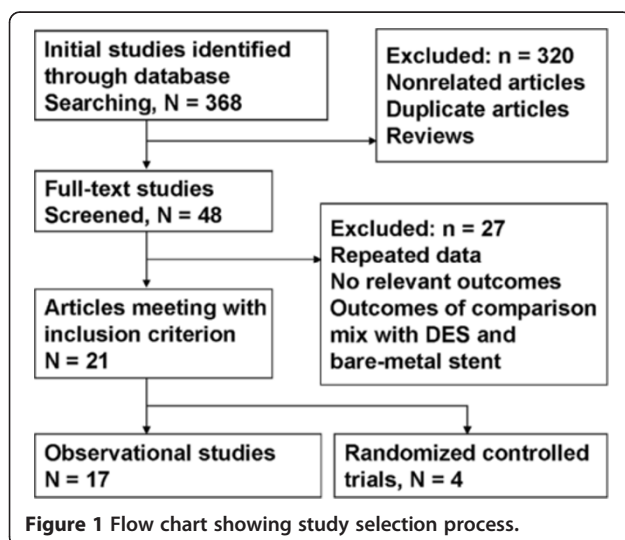 Initial studies identified
through database
Searching, N = 368
Excluded: n = 320
Nonrelated articles
Duplicate articles
Reviews
Full-text studies
Screened, N = 48
Excluded: n = 27
Repeated data
No relevant outcomes
Outcomes of comparison
mix with DES and
bare-metal stent
Articles meeting with
inclusion criterion
N = 21
Observational studies
N = 17
Randomized controlled
trials, N = 4
Figure 1 Flow chart showing study selection process.